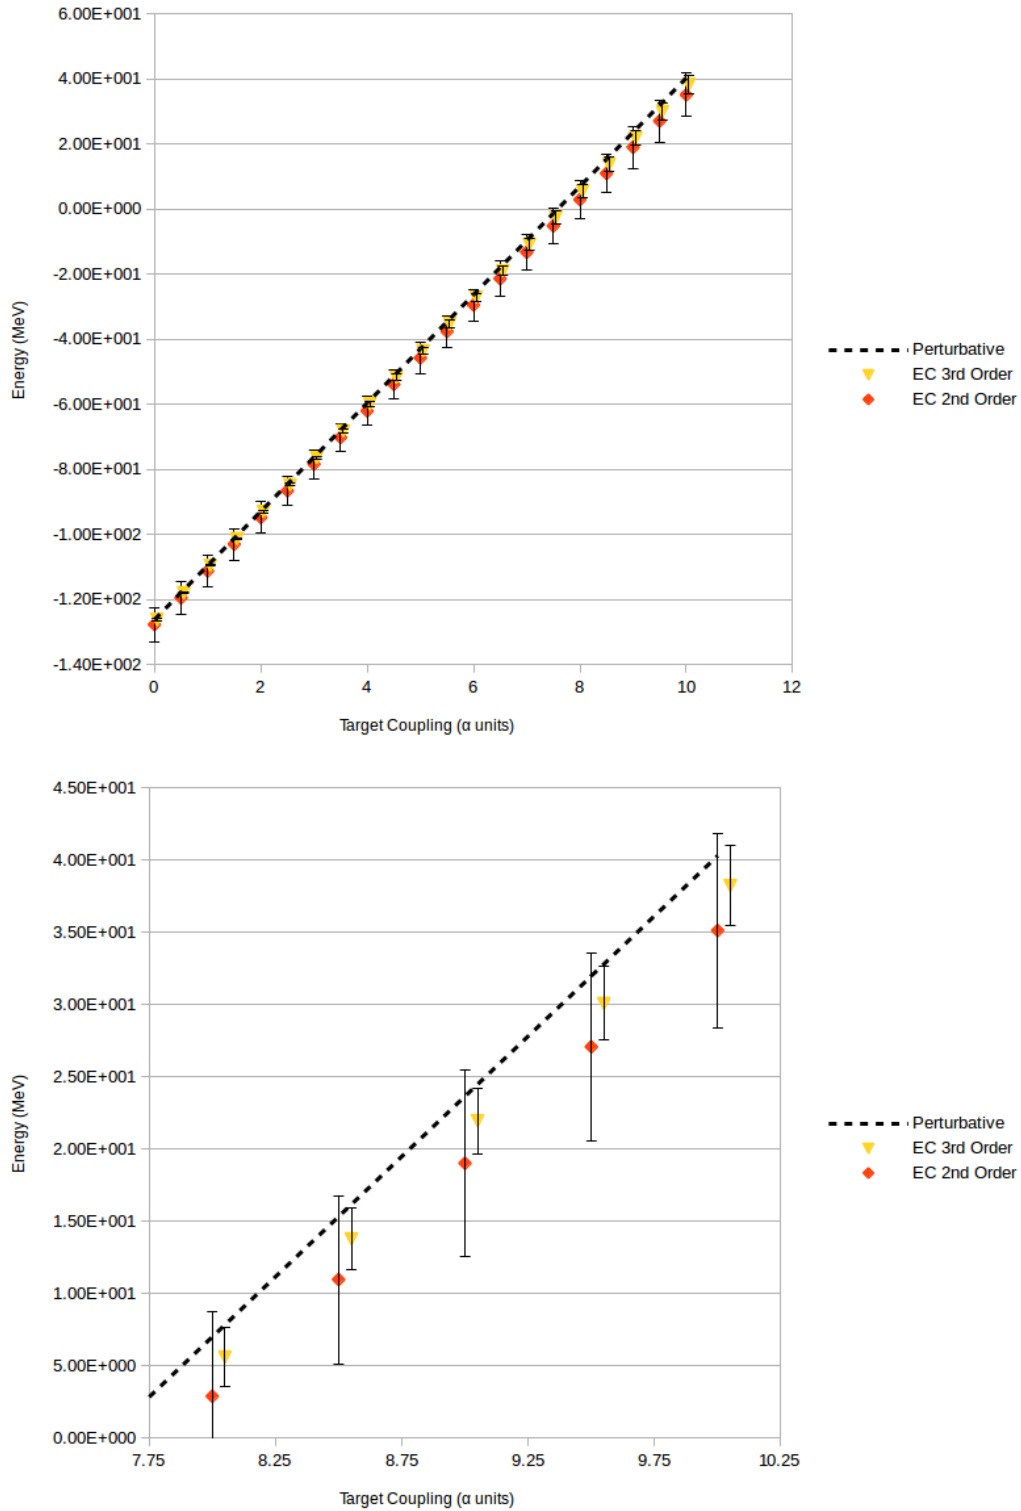 6.00E+001
4.00E+001
2.00E+001
0.00E+000
-2.00E+001
-4.00E+001
-6.00E+001
-8.00E+001
-1.00E+002
-1.20E+002
-1.40E+002
Energy (MeV)
0 2 4 6 8 10 12
Target Coupling (α units)
Perturbative
EC 3rd Order
EC 2nd Order
4.50E+001
4.00E+001
3.50E+001
3.00E+001
2.50E+001
2.00E+001
1.50E+001
1.00E+001
5.00E+000
0.00E+000
Energy (MeV)
7.75 8.25 8.75 9.25 9.75 10.25
Target Coupling (α units)
Perturbative
EC 3rd Order
EC 2nd Order